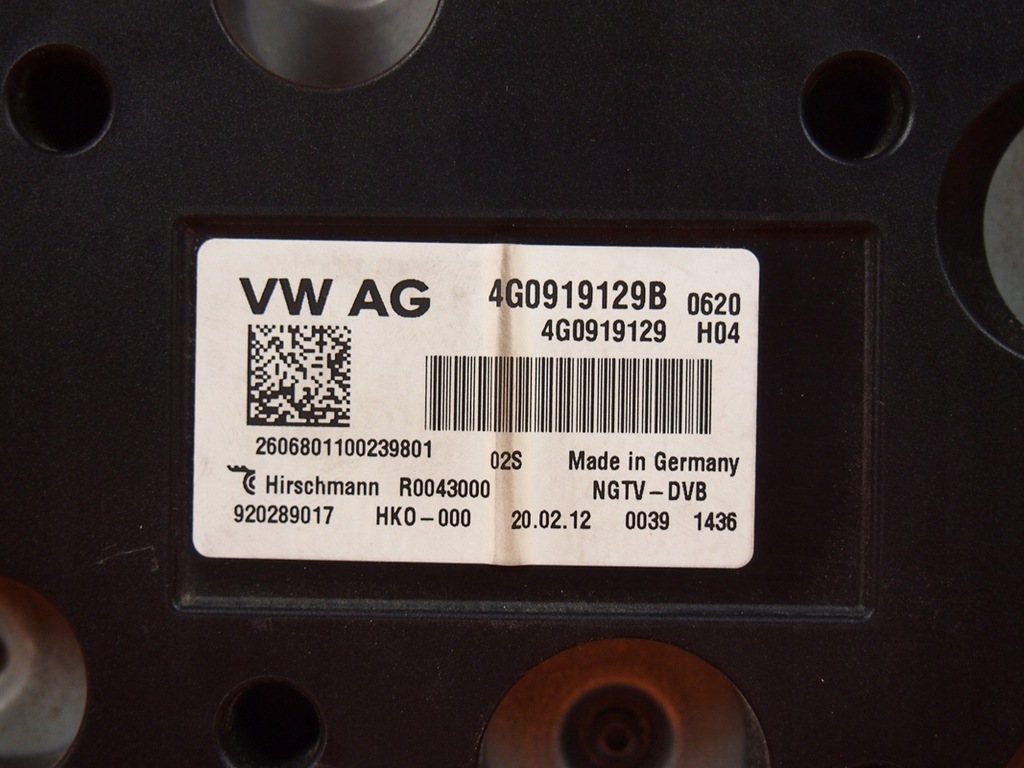 VW AG 4G0919129B 0620
4G0919129 H04
2606801100239801 02S Made in Germany
Hirschmann R0043000 NGTV-DVB
920289017 HKO-000 20.02.12 0039 1436